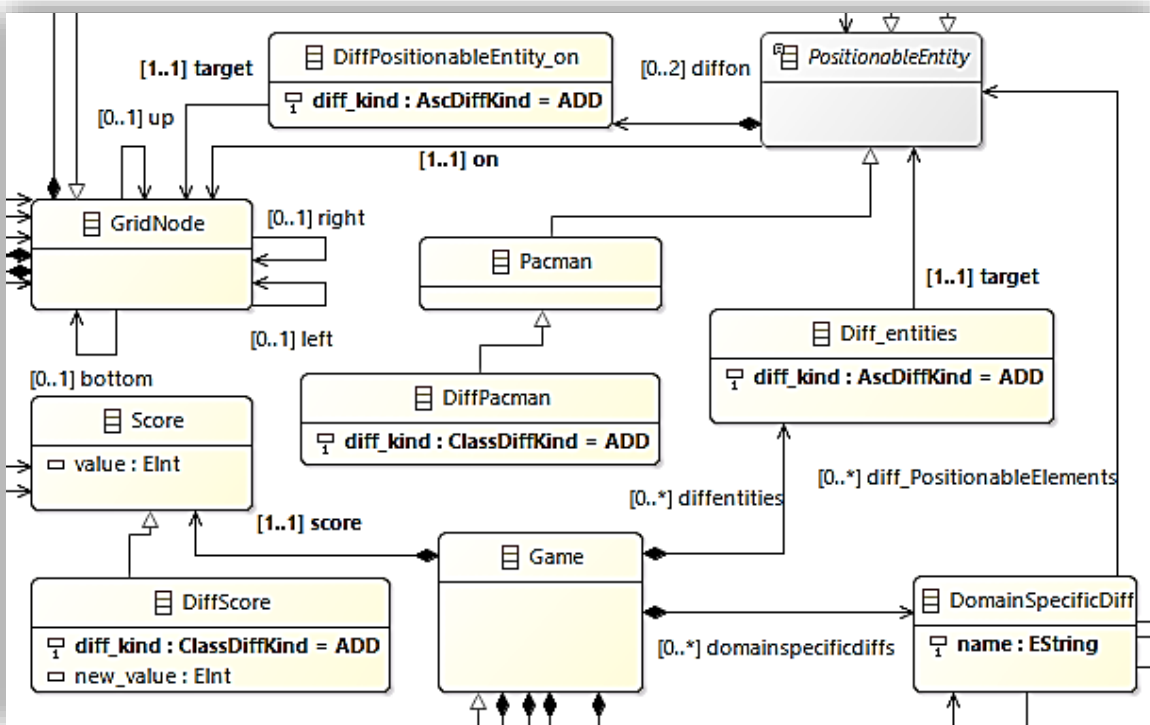 DiffPositionableEntity_on
diff_kind : AscDiffKind = ADD
[1..1] target
[0..2] diffon
PositionableEntity
[0..1] up
[1..1] on
GridNode
[0..1] right
[0..1] left
[0..1] bottom
Pacman
[1..1] target
Diff_entities
diff_kind : AscDiffKind = ADD
DiffPacman
diff_kind : ClassDiffKind = ADD
Score
value : EInt
[0..*] diffentities
[0..*] diff_PositionableElements
[1..1] score
Game
DiffScore
diff_kind : ClassDiffKind = ADD
new_value : EInt
[0..*] domainspecificdiffs
DomainSpecificDiff
name : EString